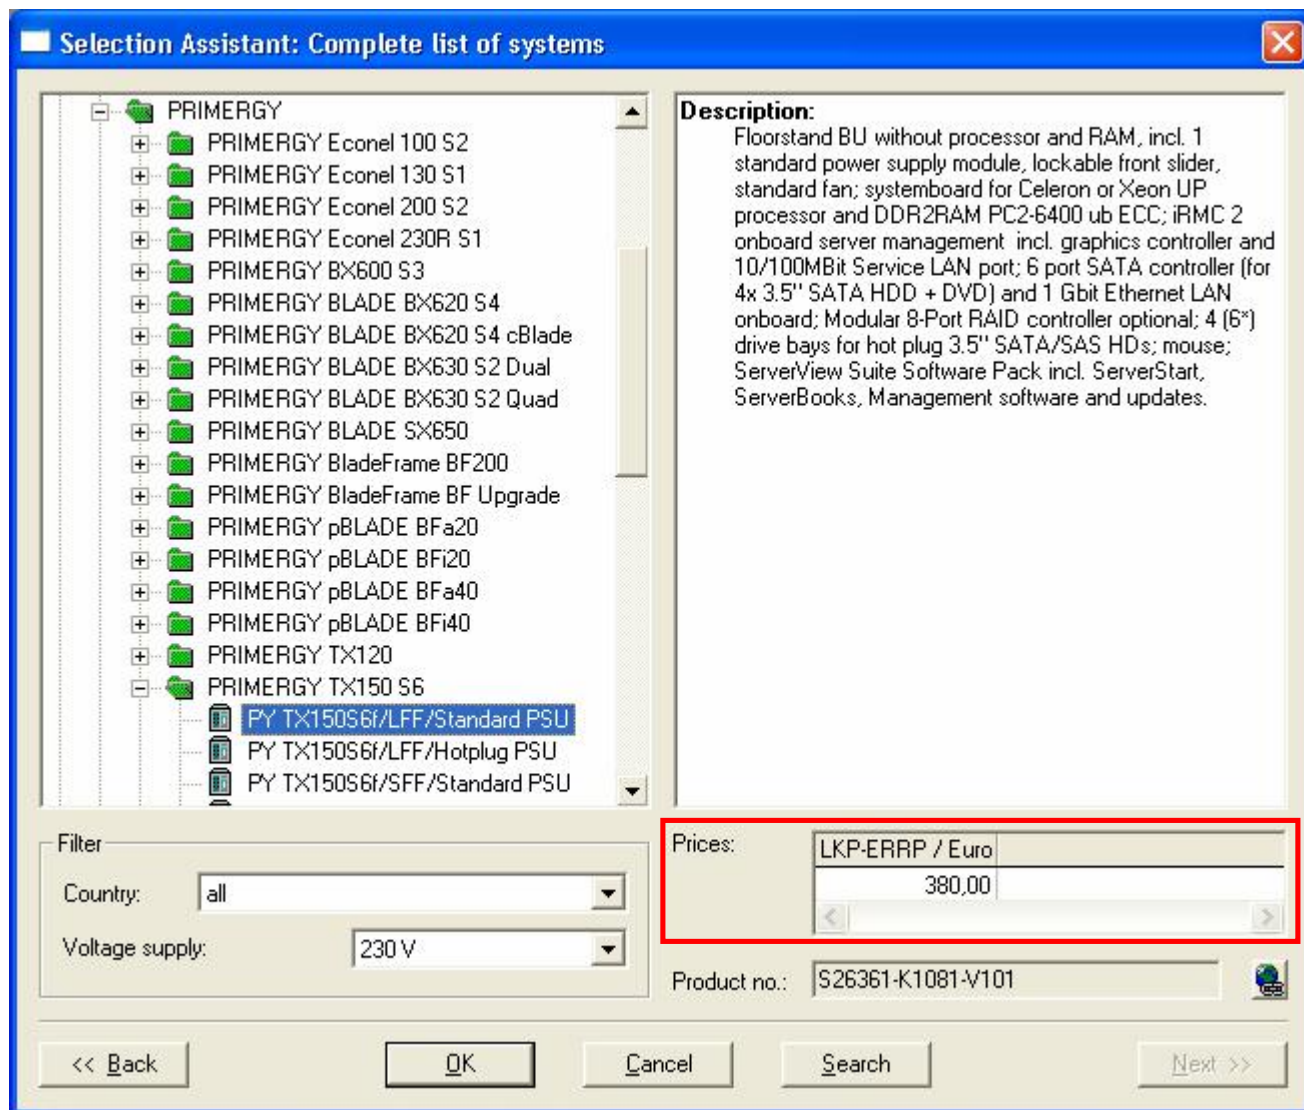 Selection Assistant: Complete list of systems
PRIMERGY
PRIMERGY Econel 100 S2
PRIMERGY Econel 130 S1
PRIMERGY Econel 200 S2
PRIMERGY Econel 230R S1
PRIMERGY BX600 S3
PRIMERGY BLADE BX620 S4
PRIMERGY BLADE BX620 S4 cBlade
PRIMERGY BLADE BX630 S2 Dual
PRIMERGY BLADE BX630 S2 Quad
PRIMERGY BLADE SX650
PRIMERGY BladeFrame BF200
PRIMERGY BladeFrame BF Upgrade
PRIMERGY pBLADE BFa20
PRIMERGY pBLADE BFi20
PRIMERGY pBLADE BFa40
PRIMERGY pBLADE BFi40
PRIMERGY TX120
PRIMERGY TX150 S6
PY TX150S6f/LFF/Standard PSU
PY TX150S6f/LFF/Hotplug PSU
PY TX150S6f/SFF/Standard PSU
Description:
Floorstand BU without processor and RAM, incl. 1
standard power supply module, lockable front slider,
standard fan; systemboard for Celeron or Xeon UP
processor and DDR2RAM PC2-6400 ub ECC; iRMC 2
onboard server management  incl. graphics controller and
10/100MBit Service LAN port; 6 port SATA controller (for
4x 3.5'' SATA HDD + DVD) and 1 Gbit Ethernet LAN
onboard; Modular 8-Port RAID controller optional; 4 (6*)
drive bays for hot plug 3.5'' SATA/SAS HDs; mouse;
ServerView Suite Software Pack incl. ServerStart,
ServerBooks, Management software and updates.
Filter
Country: all
Voltage supply: 230 V
Prices: LKP-ERRP / Euro
380,00
Product no.: S26361-K1081-V101
<< Back OK Cancel Search Next >>